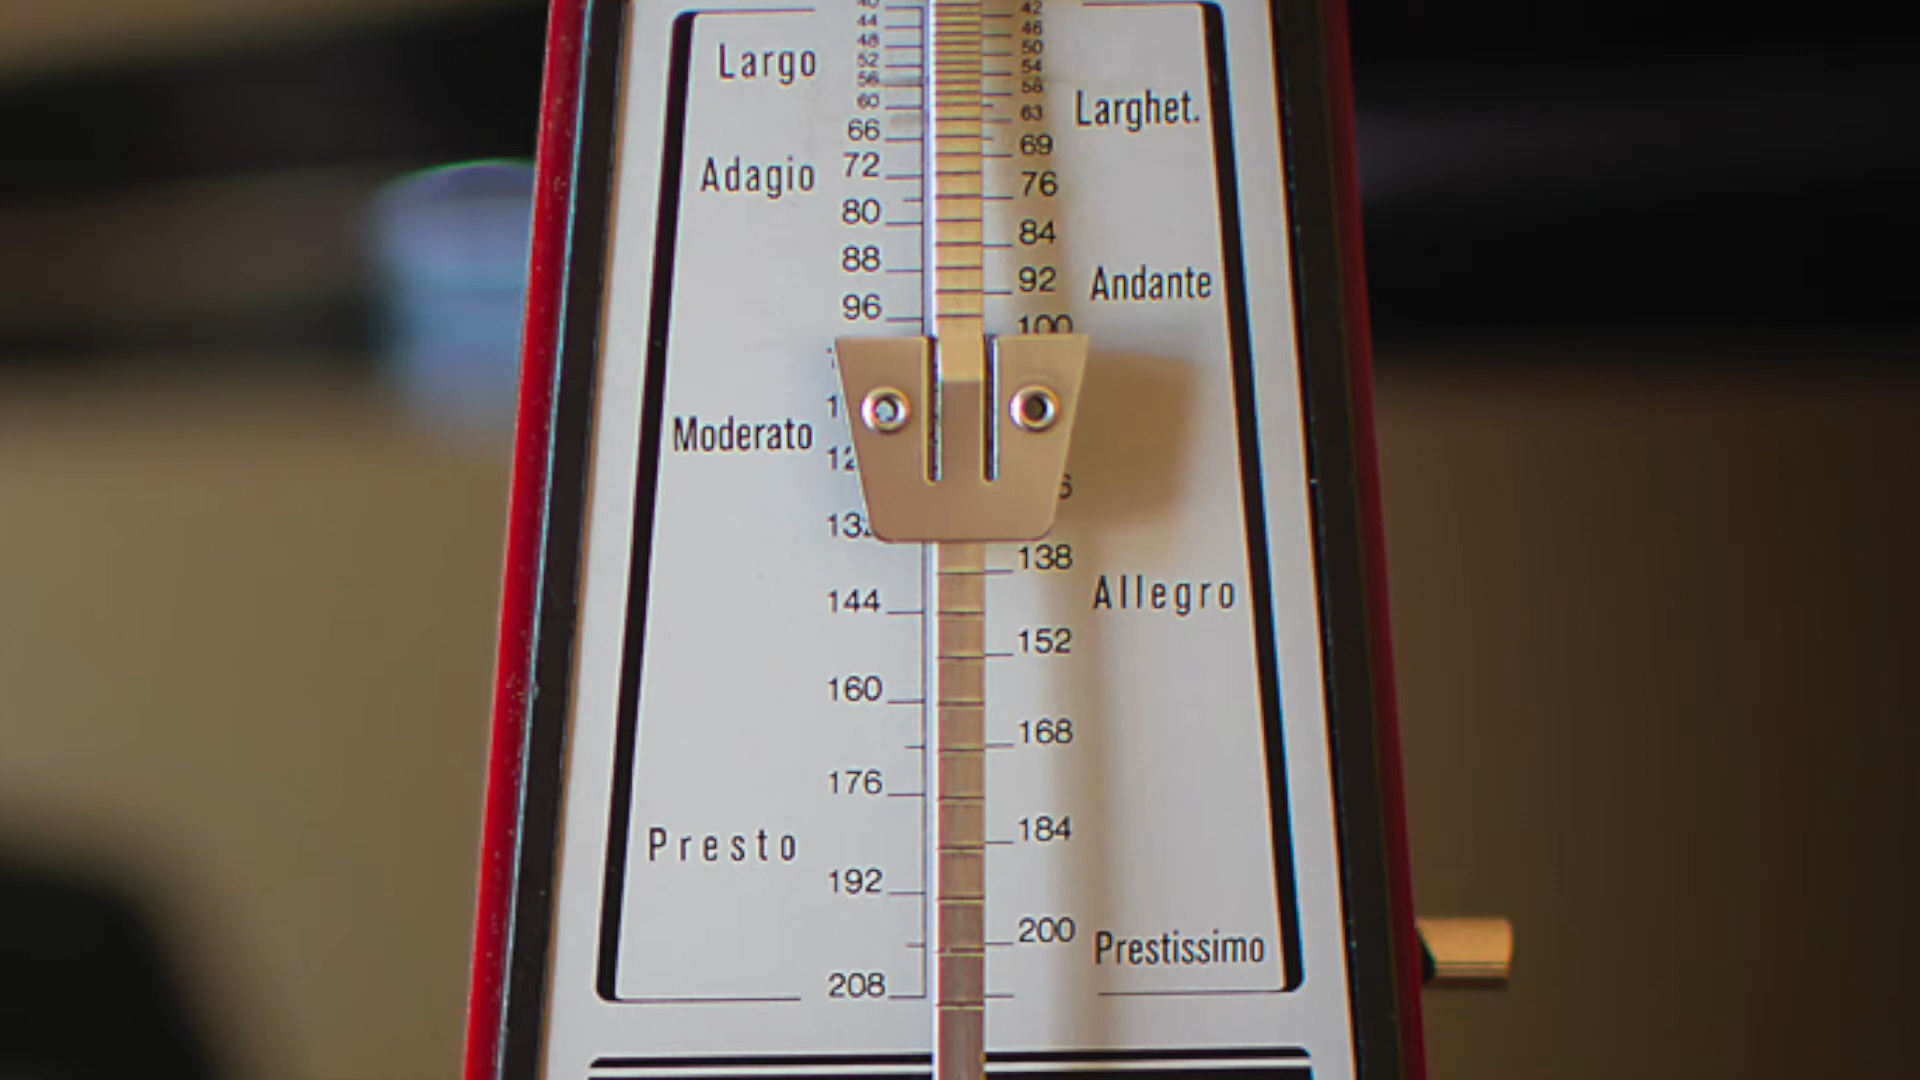 40 42
44 46
Largo 48 50
52 54
56 58
60 63 Larghet.
66 69
Adagio 72 76
80 84
88 92 Andante
96 100
Moderato
138
144 Allegro
152
160
168
176
184
Presto
192
200 Prestissimo
208